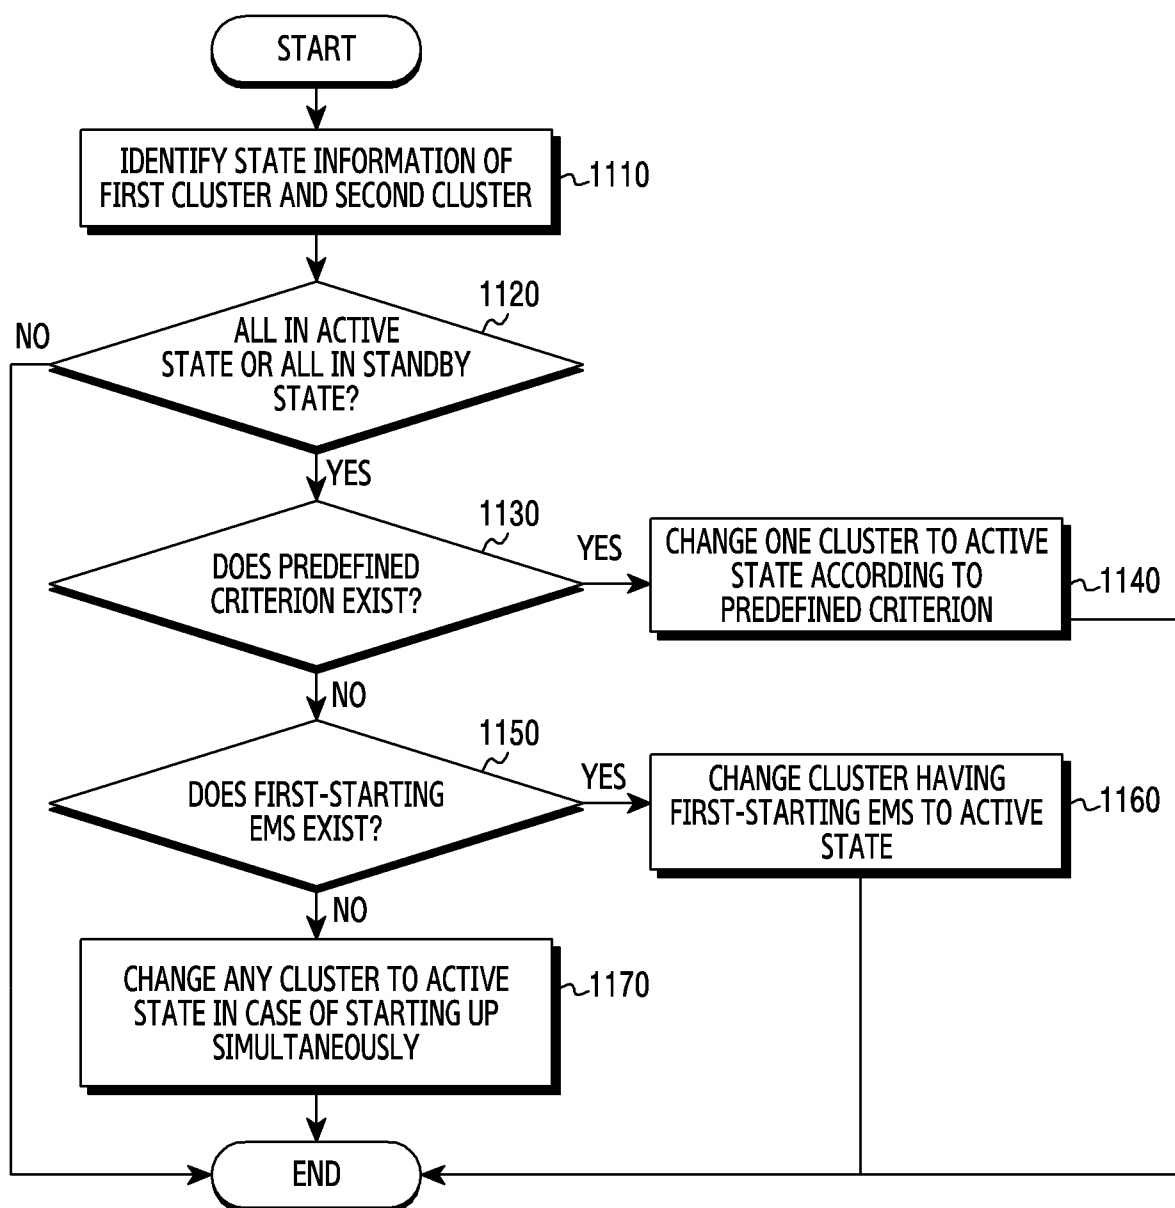 START
IDENTIFY STATE INFORMATION OF
FIRST CLUSTER AND SECOND CLUSTER
1110
1120
NO
ALL IN ACTIVE
STATE OR ALL IN STANDBY
STATE?
YES
1130
DOES PREDEFINED
CRITERION EXIST?
YES
CHANGE ONE CLUSTER TO ACTIVE
STATE ACCORDING TO
PREDEFINED CRITERION
1140
NO
1150
DOES FIRST-STARTING
EMS EXIST?
YES
CHANGE CLUSTER HAVING
FIRST-STARTING EMS TO ACTIVE
STATE
1160
NO
CHANGE ANY CLUSTER TO ACTIVE
STATE IN CASE OF STARTING UP
SIMULTANEOUSLY
1170
END